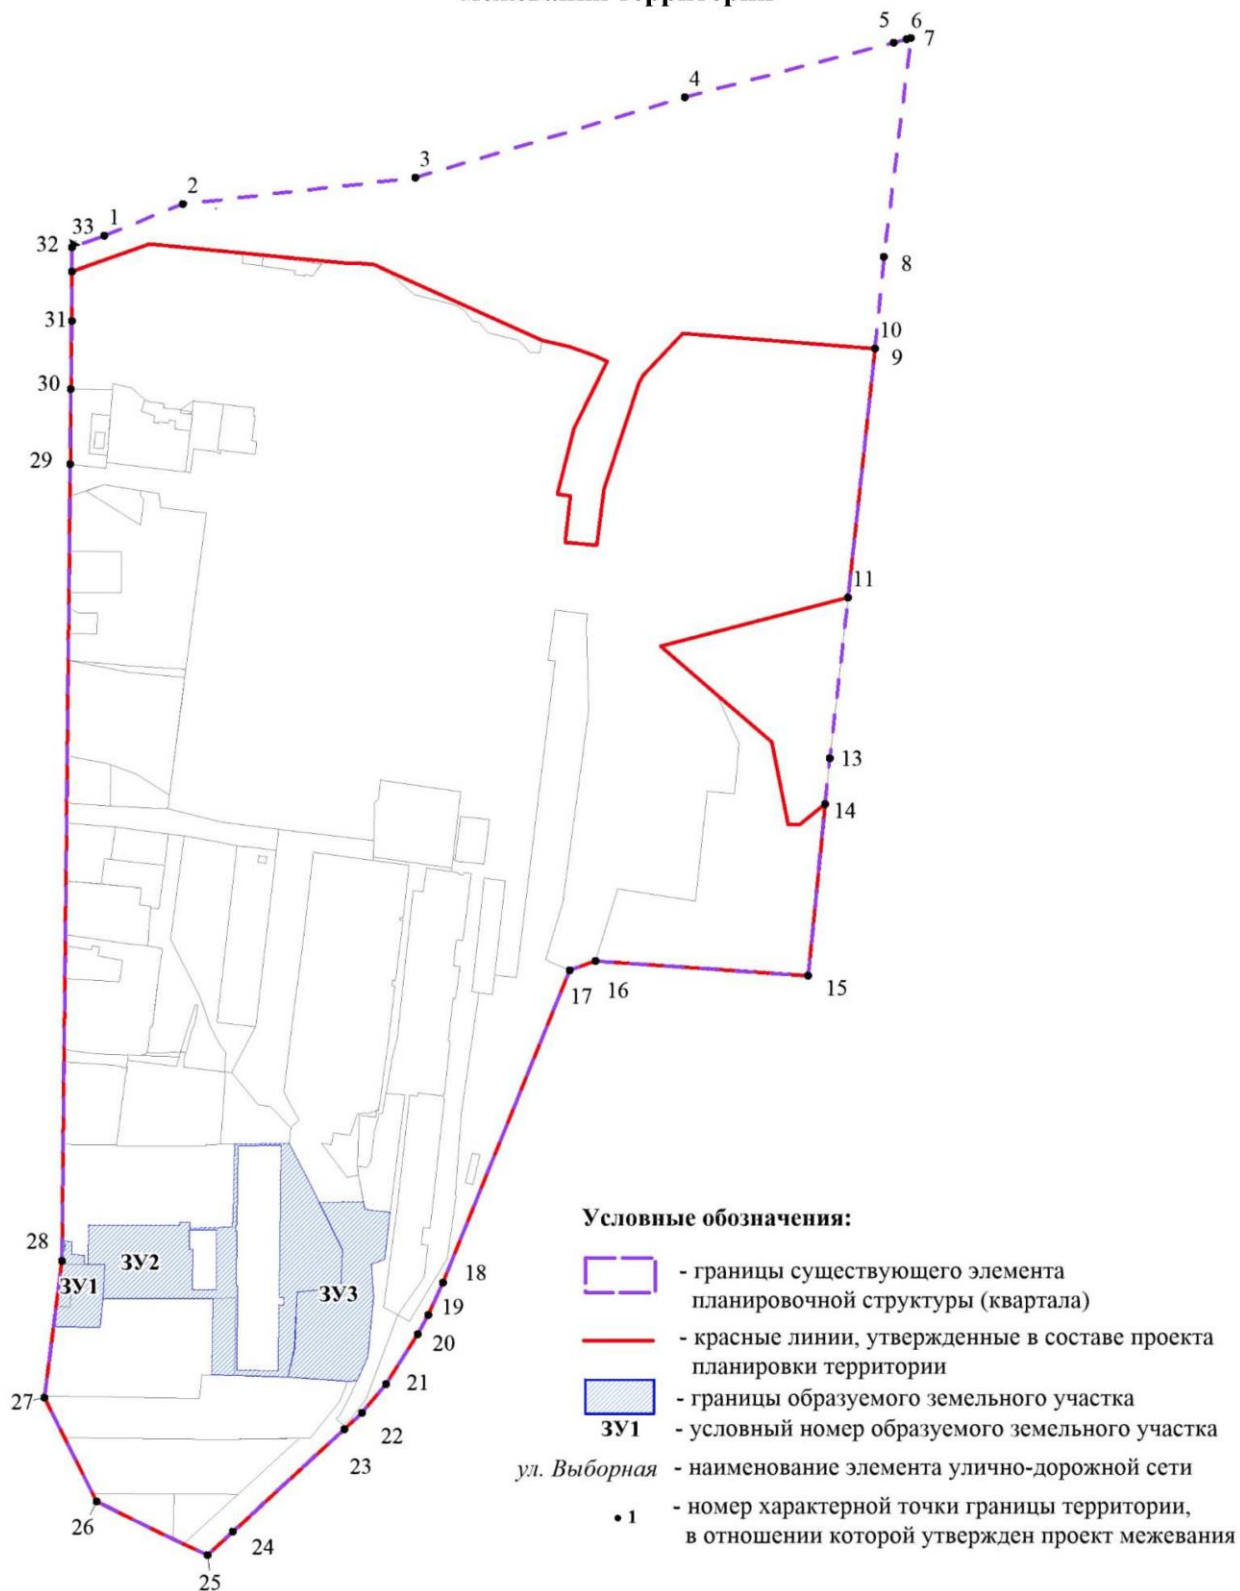 межевания территории
5 6
7
4
3
2
33 1
32
8
31
10
9
30
29
11
13
14
16
17
15
28
ЗУ1
ЗУ2
ЗУ3
18
19
20
21
27
22
23
26
24
25
Условные обозначения:
- границы существующего элемента
планировочной структуры (квартала)
- красные линии, утвержденные в составе проекта
планировки территории
- границы образуемого земельного участка
ЗУ1 - условный номер образуемого земельного участка
ул. Выборная - наименование элемента улично-дорожной сети
• 1 - номер характерной точки границы территории,
в отношении которой утвержден проект межевания